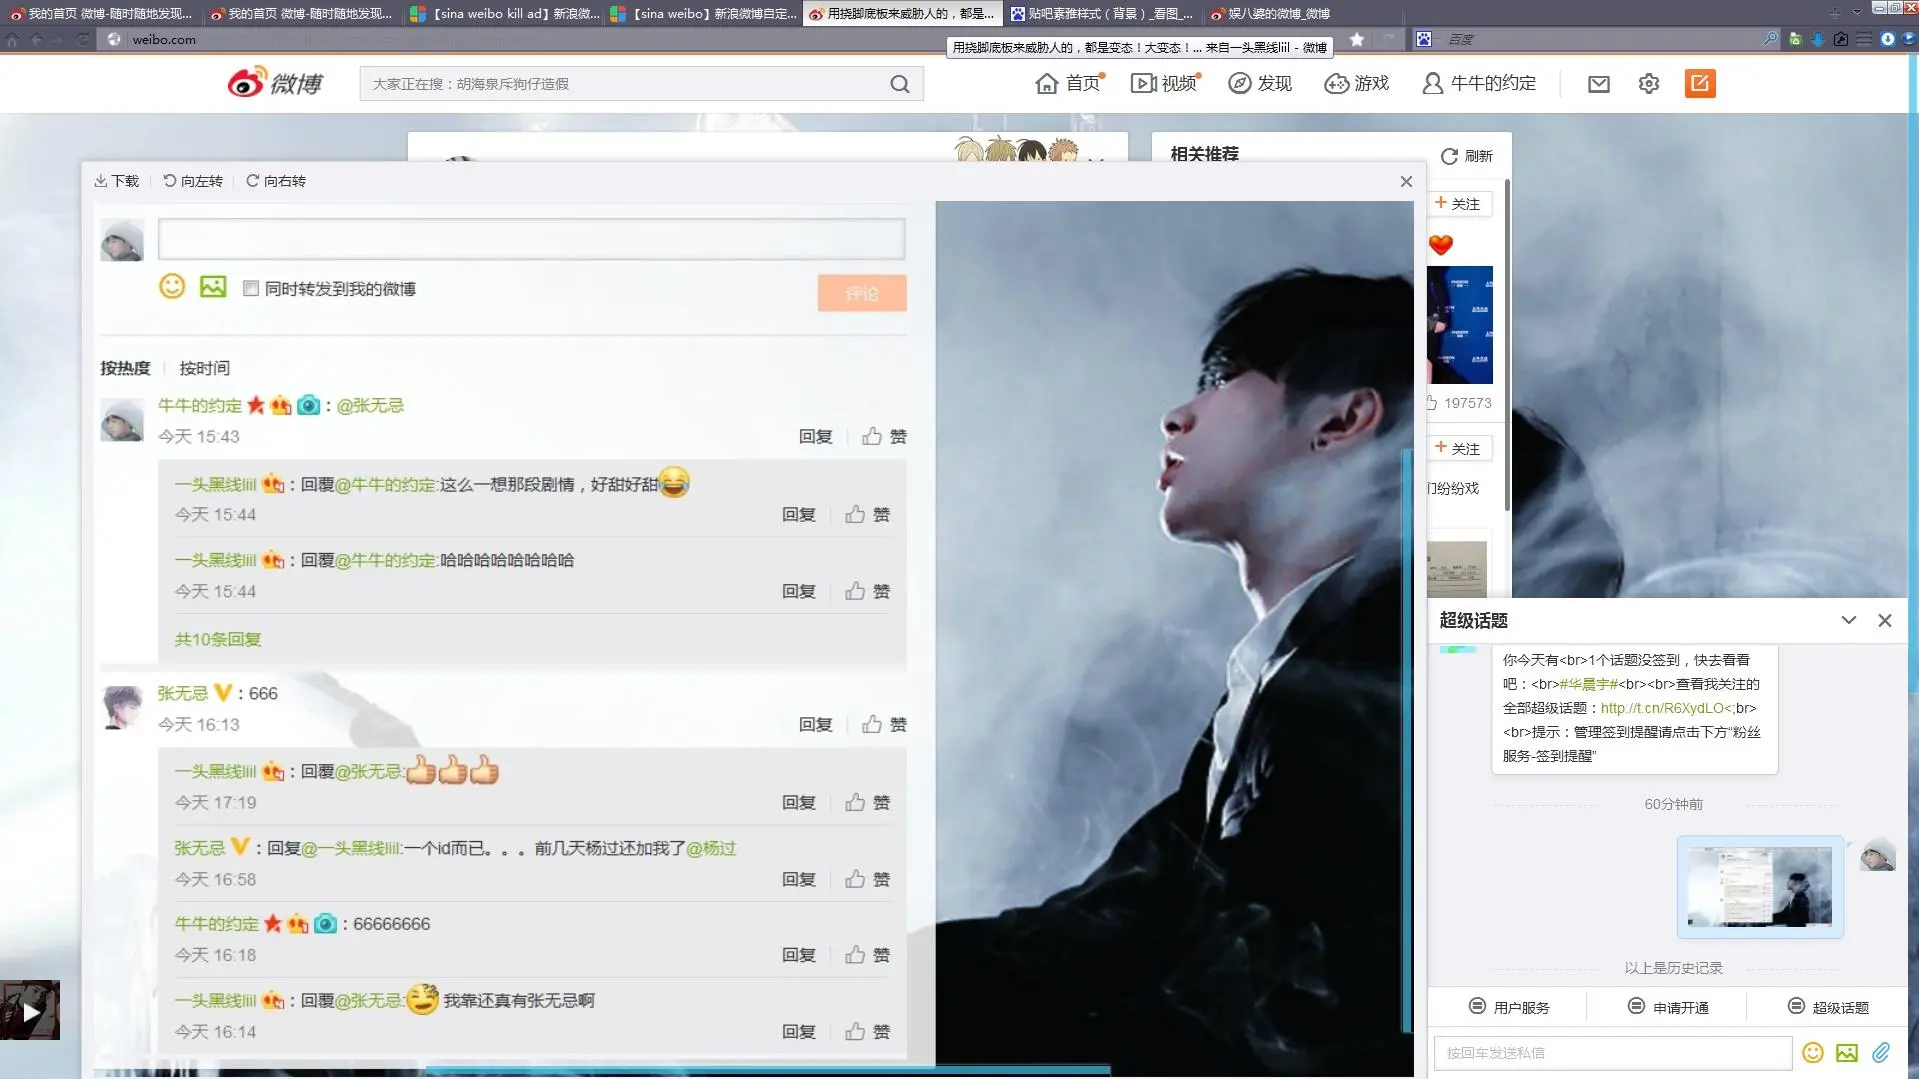 我的首页 微博-随时随地发现...
我的首页 微博-随时随地发现...
【sina weibo kill ad】新浪微...
【sina weibo】新浪微博自定...
用挠脚底板来威胁人的，都是...
贴吧素雅样式（背景）_看图_...
娱八婆的微博_微博
weibo.com
百度
用挠脚底板来威胁人的，都是变态！大变态！... 来自一头黑线liil - 微博
微博
大家正在搜：胡海泉斥狗仔造假
首页
视频
发现
游戏
牛牛的约定
相关推荐
刷新
下载
向左转
向右转
+ 关注
同时转发到我的微博
评论
按热度
按时间
牛牛的约定：@张无忌
今天 15:43
回复
赞
197573
+ 关注
一头黑线liil：回覆@牛牛的约定:这么一想那段剧情，好甜好甜
今天 15:44
回复
赞
们纷纷戏
一头黑线liil：回覆@牛牛的约定:哈哈哈哈哈哈哈哈
今天 15:44
回复
赞
共10条回复
张无忌 V：666
今天 16:13
回复
赞
一头黑线liil：回覆@张无忌:
今天 17:19
回复
赞
张无忌 V：回复@一头黑线liil:一个id而已。。。前几天杨过还加我了@杨过
今天 16:58
回复
赞
牛牛的约定：66666666
今天 16:18
回复
赞
一头黑线liil：回覆@张无忌: 我靠还真有张无忌啊
今天 16:14
回复
赞
超级话题
你今天有<br>1个话题没签到，快去看看
吧：<br>#华晨宇#<br><br>查看我关注的
全部超级话题：http://t.cn/R6XydLO<;br>
<br>提示：管理签到提醒请点击下方“粉丝
服务-签到提醒”
60分钟前
以上是历史记录
用户服务
申请开通
超级话题
按回车发送私信